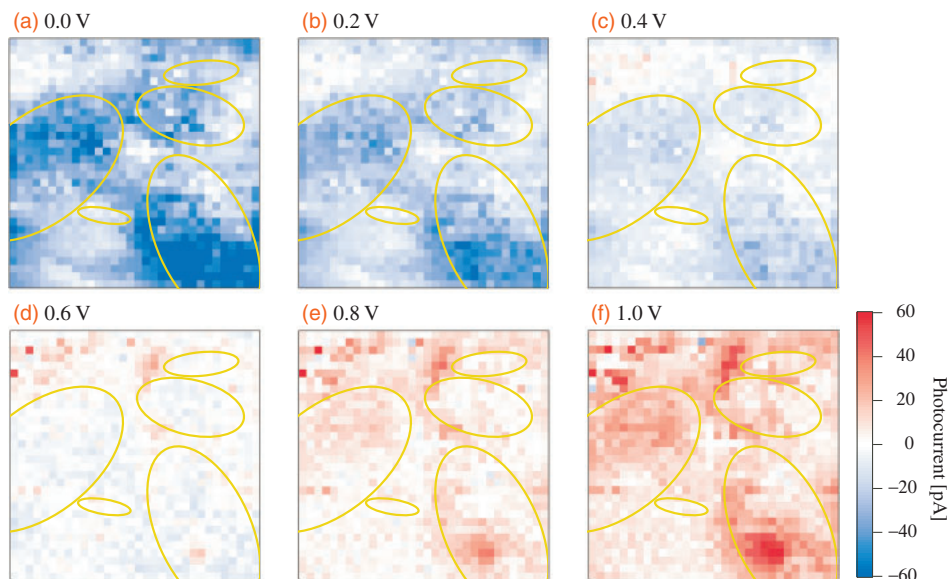 (a) 0.0 V
(b) 0.2 V
(c) 0.4 V
(d) 0.6 V
(e) 0.8 V
(f) 1.0 V
60
40
20
0
−20
−40
−60
Photocurrent [pA]